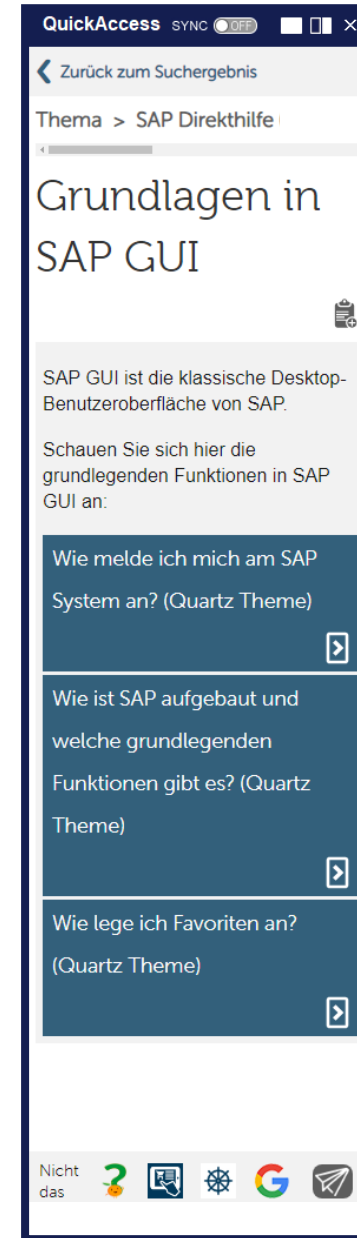 QuickAccess SYNC OFF
Zurück zum Suchergebnis
Thema > SAP Direkthilfe
Grundlagen in
SAP GUI
SAP GUI ist die klassische Desktop-
Benutzeroberfläche von SAP.
Schauen Sie sich hier die
grundlegenden Funktionen in SAP
GUI an:
Wie melde ich mich am SAP
System an? (Quartz Theme)
Wie ist SAP aufgebaut und
welche grundlegenden
Funktionen gibt es? (Quartz
Theme)
Wie lege ich Favoriten an?
(Quartz Theme)
Nicht
das